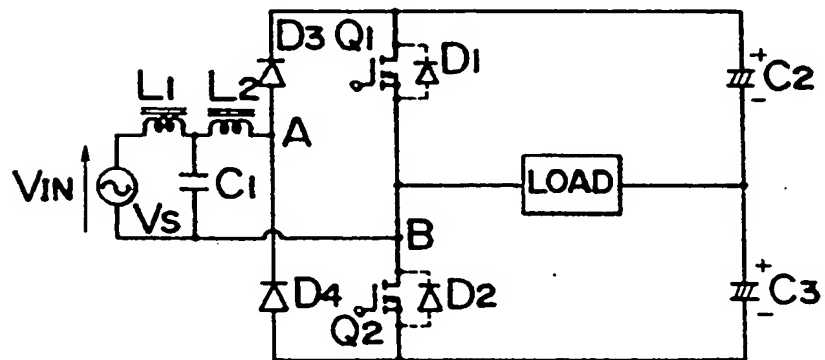 D3 Q1
D1
L1 L2
C2
A
VIN
VS
C1
LOAD
B
D4
D2
C3
Q2
+
-
+
-